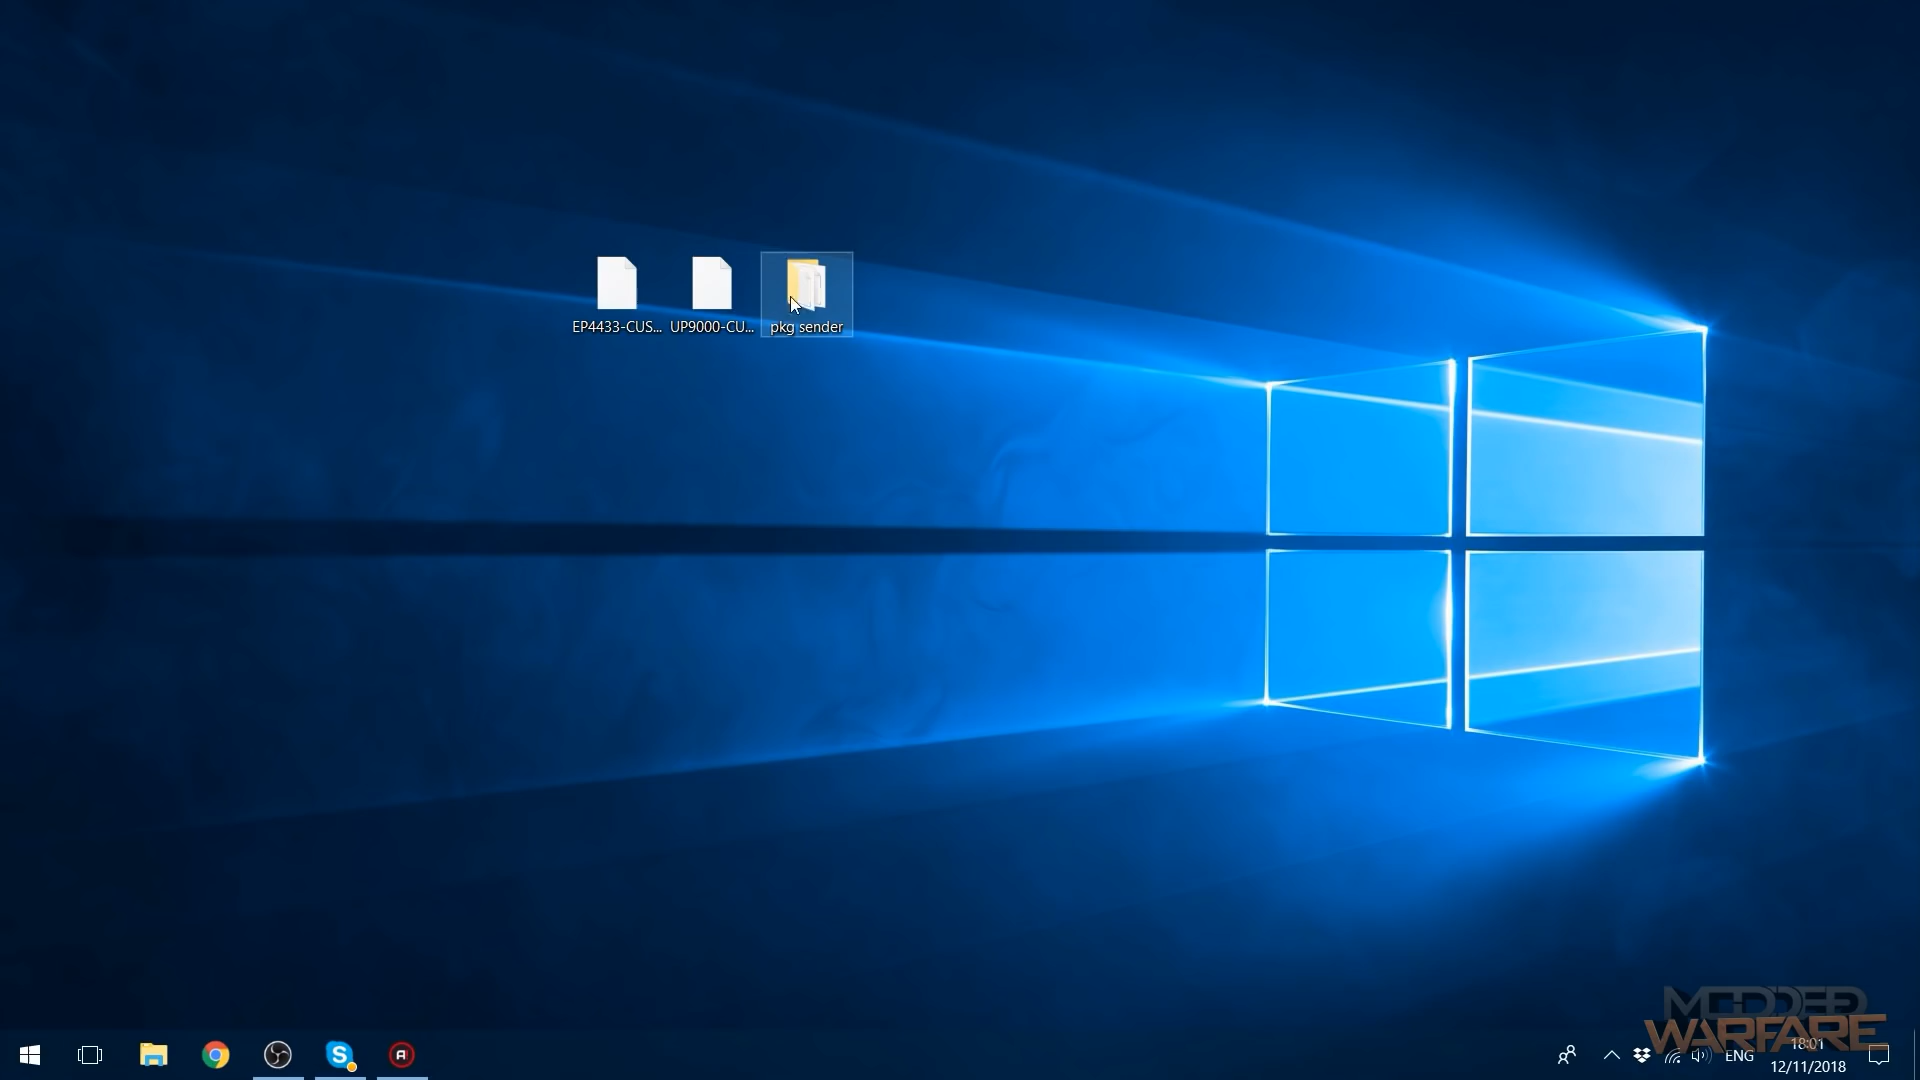 EP4433-CUS... UP9000-CU... pkg sender
MODDED
WARFARE
ENG
18:01
12/11/2018